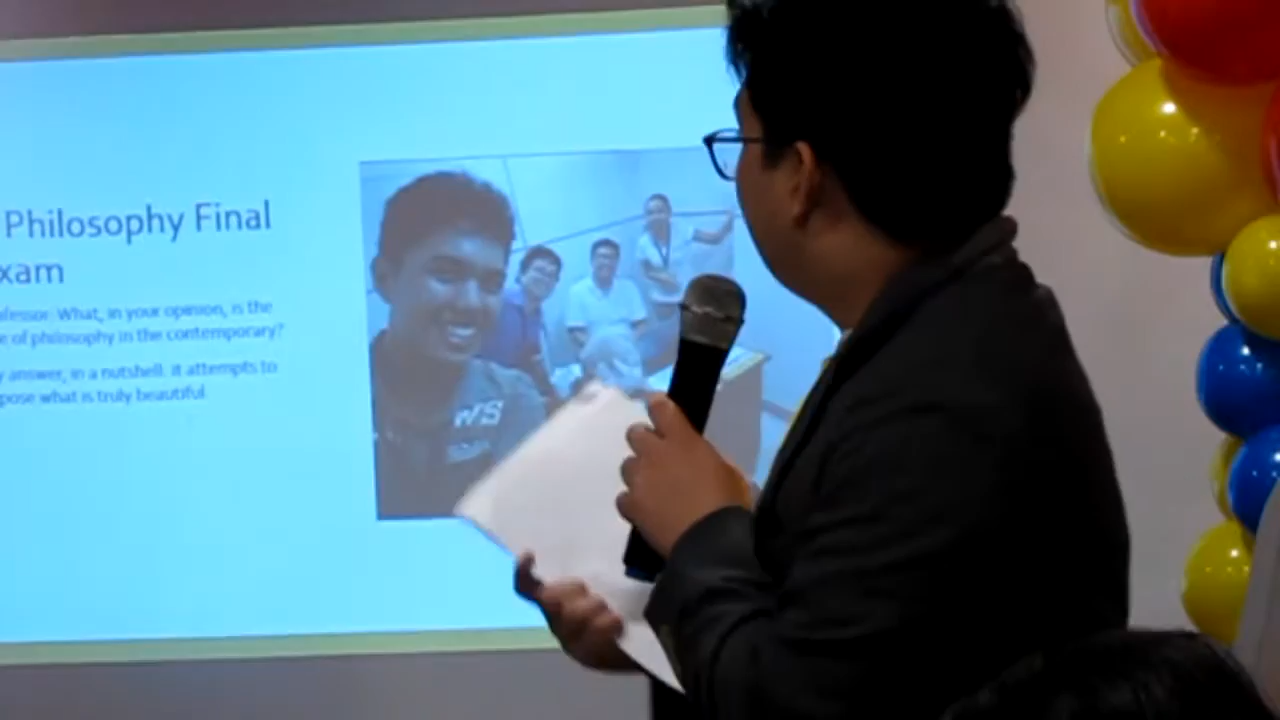 Philosophy Final
xam
fessor: What, in your opinion, is the
e of philosophy in the contemporary?
y answer, in a nutshell: it attempts to
pose what is truly beautiful
WS